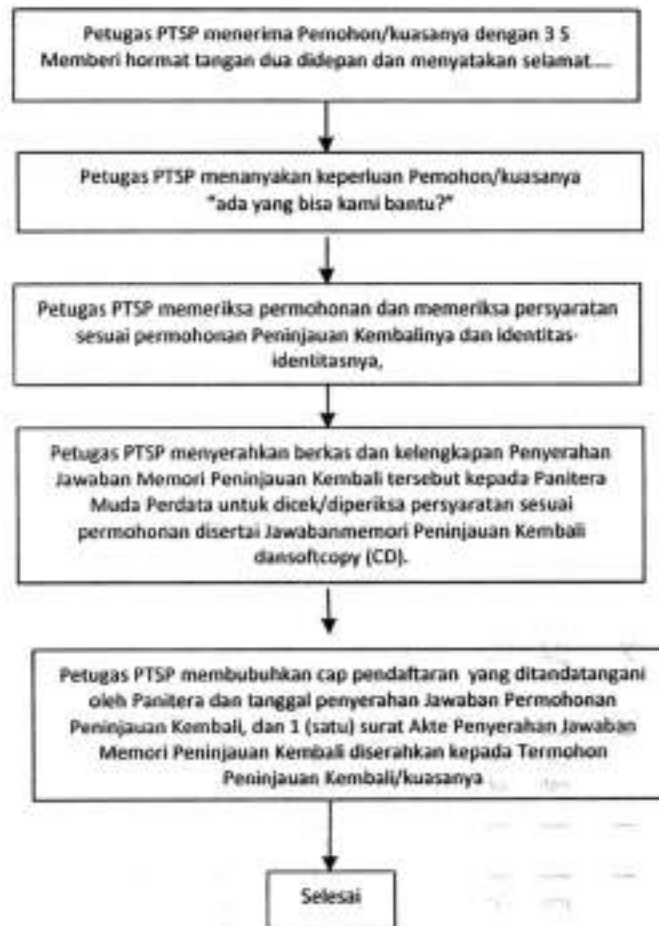 Petugas PTSP menerima Pemohon/kuasanya dengan 3 S
Memberi hormat tangan dua didepan dan menyatakan selamat....
Petugas PTSP menanyakan keperluan Pemohon/kuasanya
"ada yang bisa kami bantu?"
Petugas PTSP memeriksa permohonan dan memeriksa persyaratan
sesuai permohonan Peninjauan Kembalinya dan identitas-
identitasnya,
Petugas PTSP menyerahkan berkas dan kelengkapan Penyerahan
Jawaban Memori Peninjauan Kembali tersebut kepada Panitera
Muda Perdata untuk dicek/diperiksa persyaratan sesuai
permohonan disertai Jawabanmemori Peninjauan Kembali
dansoftcopy (CD).
Petugas PTSP membubuhkan cap pendaftaran yang ditandatangani
oleh Panitera dan tanggal penyerahan Jawaban Permohonan
Peninjauan Kembali, dan 1 (satu) surat Akte Penyerahan Jawaban
Memori Peninjauan Kembali diserahkan kepada Termohon
Peninjauan Kembali/kuasanya
Selesai